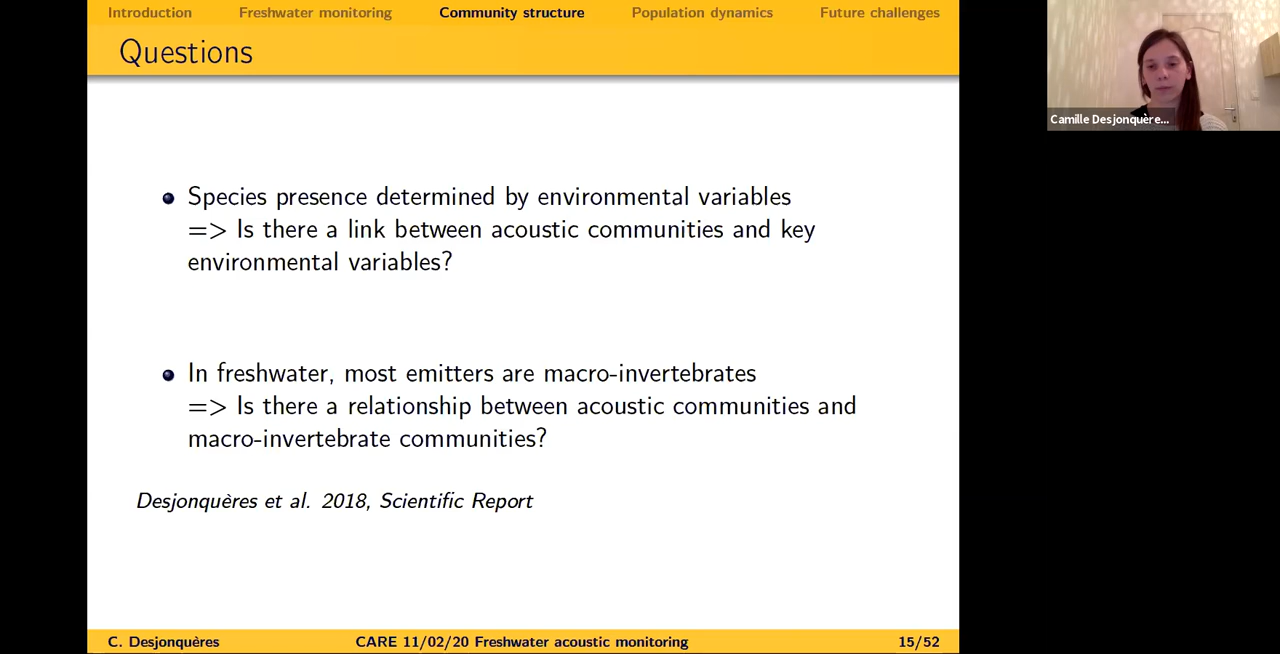 Introduction Freshwater monitoring Community structure Population dynamics Future challenges
Questions
Species presence determined by environmental variables
=> Is there a link between acoustic communities and key
environmental variables?
In freshwater, most emitters are macro-invertebrates
=> Is there a relationship between acoustic communities and
macro-invertebrate communities?
Desjonquères et al. 2018, Scientific Report
C. Desjonquères CARE 11/02/20 Freshwater acoustic monitoring 15/52
Camille Desjonquère...